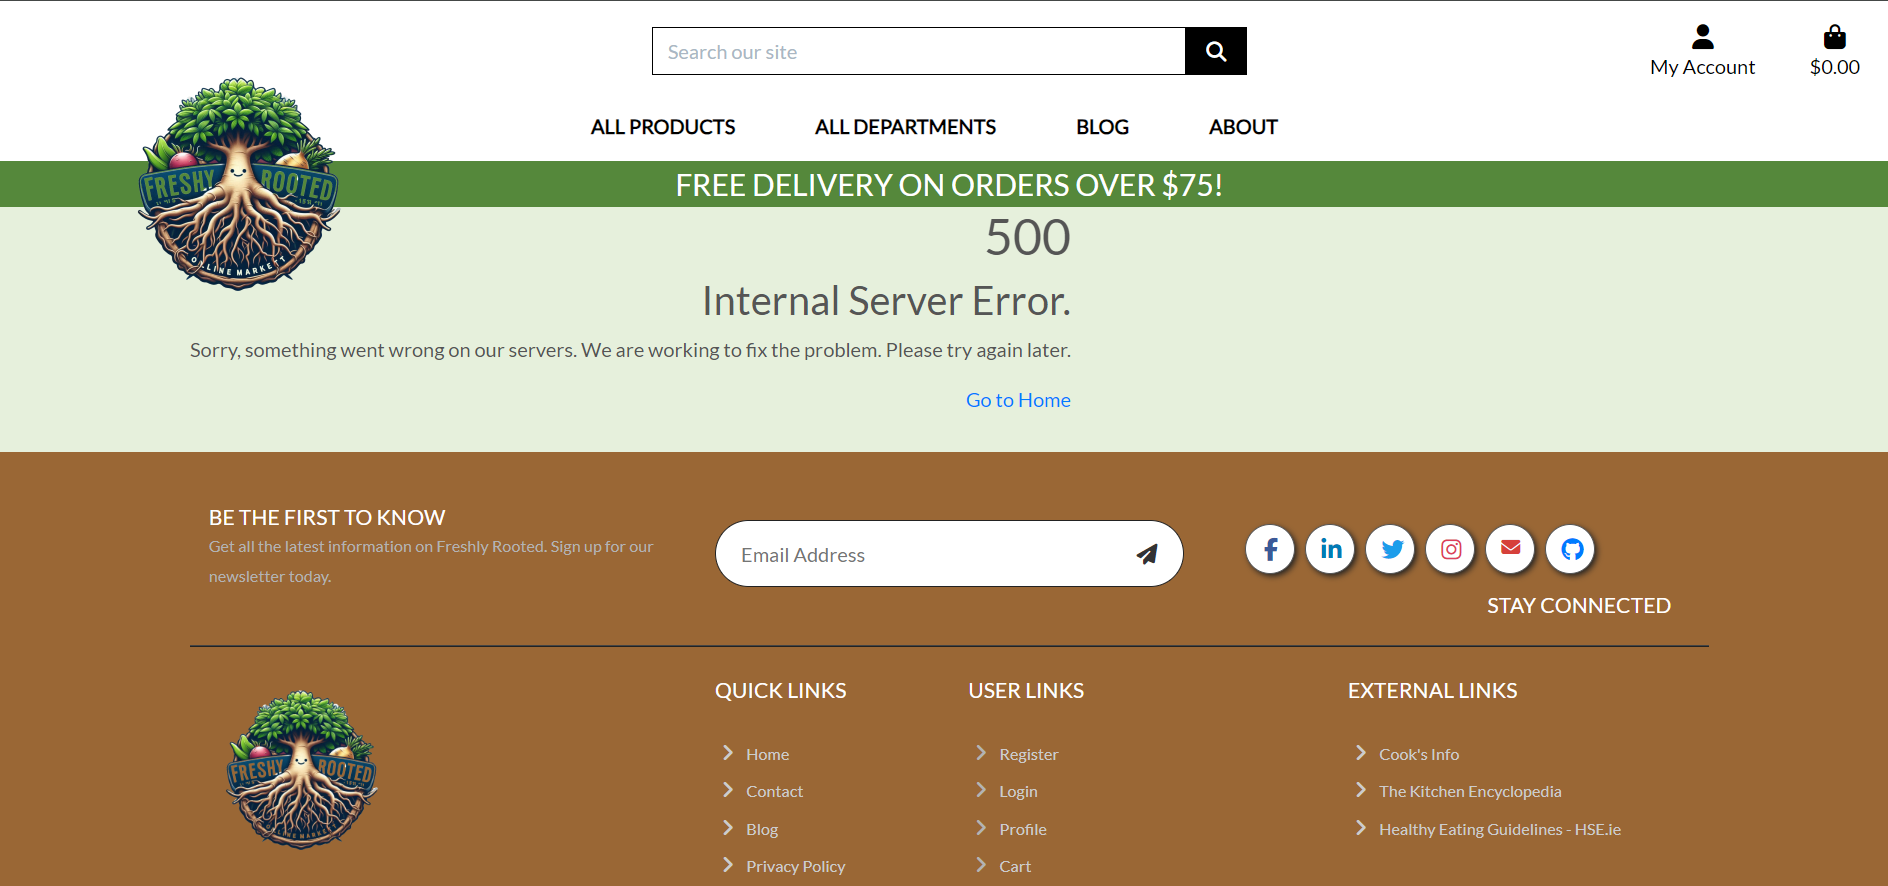 Search our site
My Account
$0.00
ALL PRODUCTS
ALL DEPARTMENTS
BLOG
ABOUT
FRESHY ROOTED
ONLINE MARKETT
FREE DELIVERY ON ORDERS OVER $75!
500
Internal Server Error.
Sorry, something went wrong on our servers. We are working to fix the problem. Please try again later.
Go to Home
BE THE FIRST TO KNOW
Get all the latest information on Freshly Rooted. Sign up for our
newsletter today.
Email Address
STAY CONNECTED
FRESHY ROOTED
QUICK LINKS
Home
Contact
Blog
Privacy Policy
USER LINKS
Register
Login
Profile
Cart
EXTERNAL LINKS
Cook's Info
The Kitchen Encyclopedia
Healthy Eating Guidelines - HSE.ie